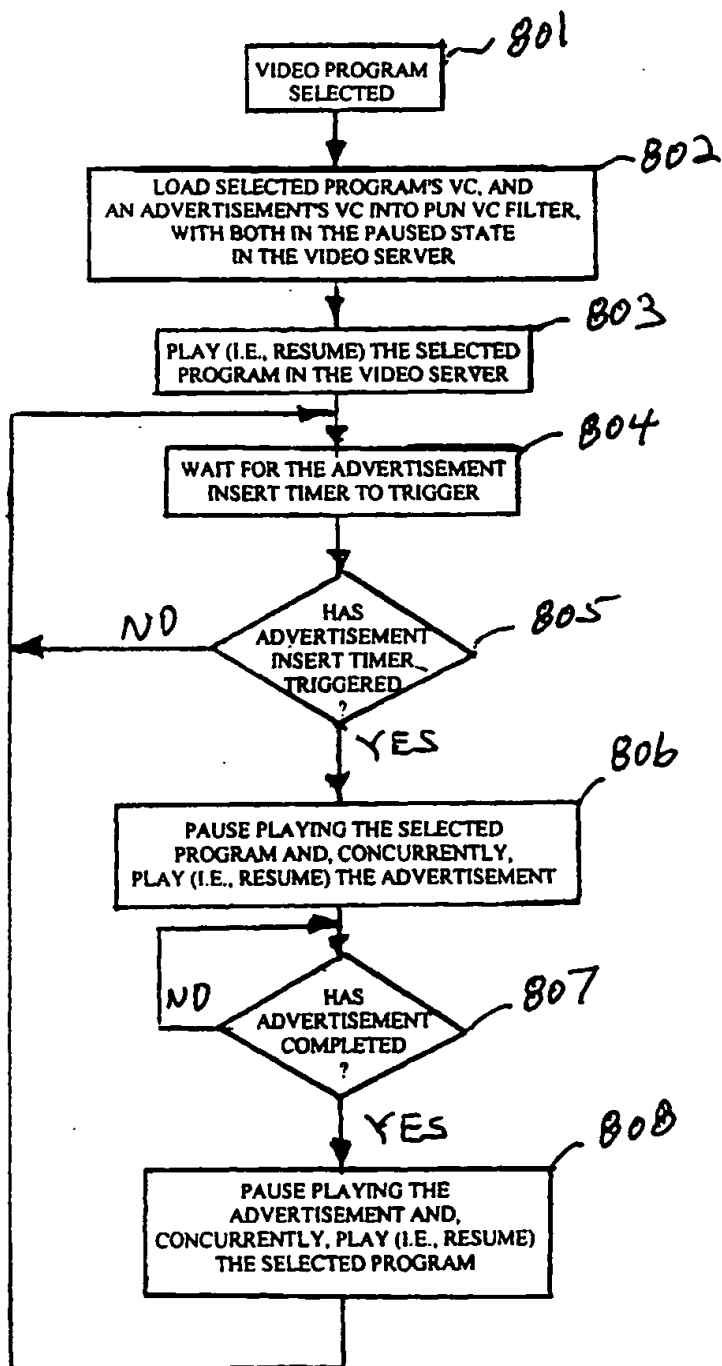 801
VIDEO PROGRAM
SELECTED
802
LOAD SELECTED PROGRAM'S VC, AND
AN ADVERTISEMENT'S VC INTO PUN VC FILTER,
WITH BOTH IN THE PAUSED STATE
IN THE VIDEO SERVER
803
PLAY (I.E., RESUME) THE SELECTED
PROGRAM IN THE VIDEO SERVER
804
WAIT FOR THE ADVERTISEMENT
INSERT TIMER TO TRIGGER
805
NO
HAS
ADVERTISEMENT
INSERT TIMER
TRIGGERED
?
YES
806
PAUSE PLAYING THE SELECTED
PROGRAM AND, CONCURRENTLY,
PLAY (I.E., RESUME) THE ADVERTISEMENT
807
NO
HAS
ADVERTISEMENT
COMPLETED
?
YES
808
PAUSE PLAYING THE
ADVERTISEMENT AND,
CONCURRENTLY, PLAY (I.E., RESUME)
THE SELECTED PROGRAM